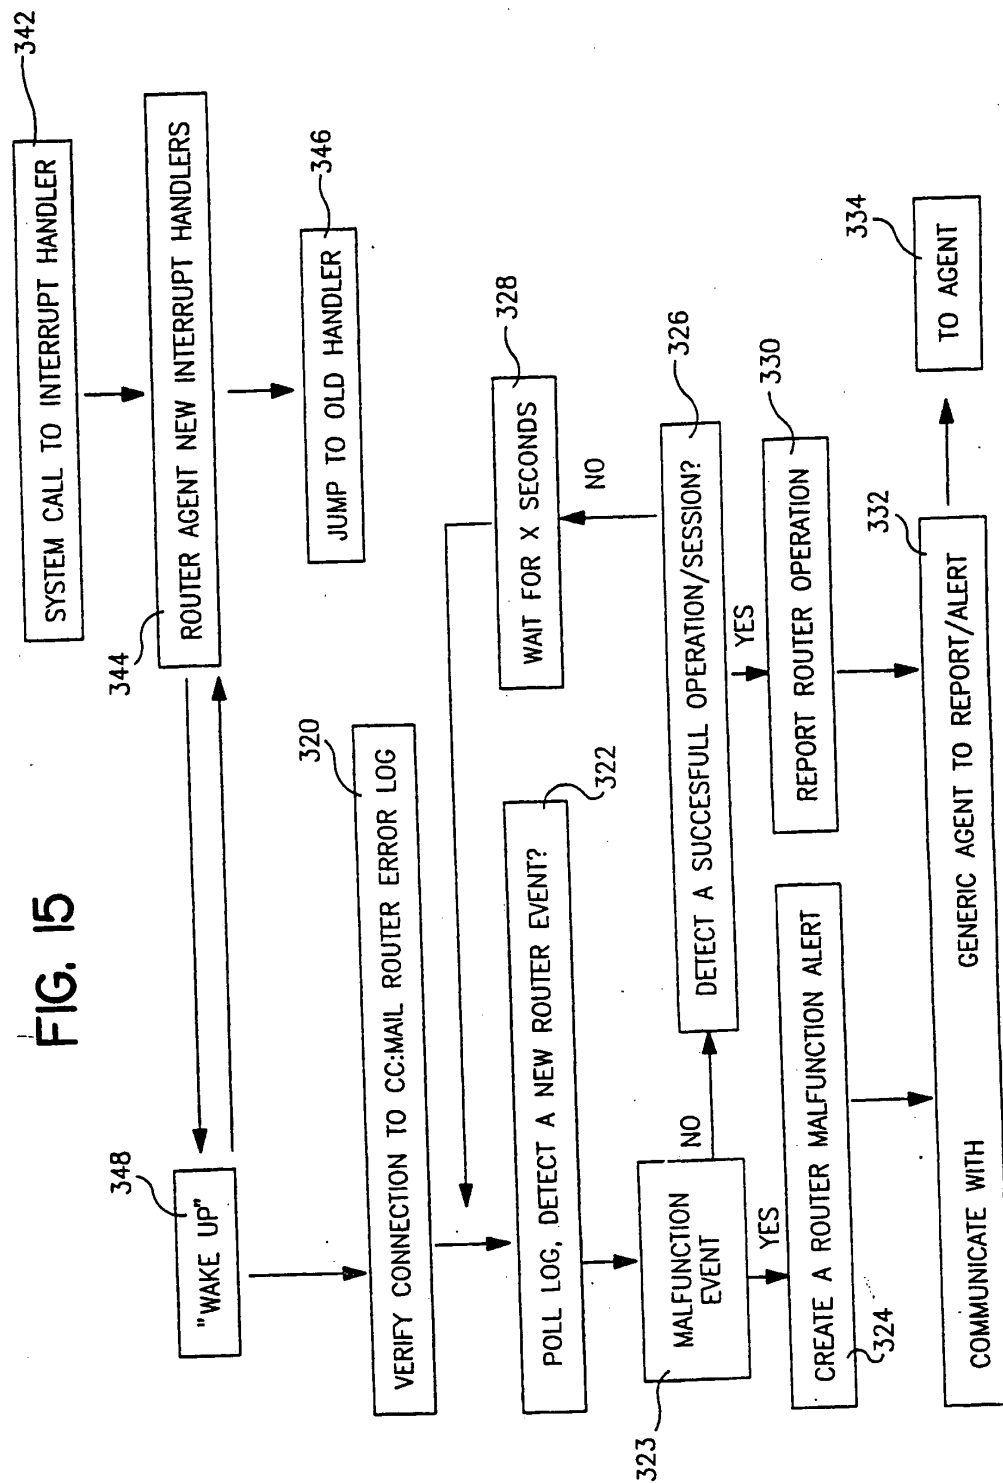 FIG. 15
SYSTEM CALL TO INTERRUPT HANDLER
342
344
ROUTER AGENT NEW INTERRUPT HANDLERS
JUMP TO OLD HANDLER
346
348
"WAKE UP"
320
VERIFY CONNECTION TO CC:MAIL ROUTER ERROR LOG
WAIT FOR X SECONDS
328
POLL LOG, DETECT A NEW ROUTER EVENT?
322
NO
323
MALFUNCTION
EVENT
NO
DETECT A SUCCESFULL OPERATION/SESSION?
326
YES
YES
CREATE A ROUTER MALFUNCTION ALERT
324
REPORT ROUTER OPERATION
330
COMMUNICATE WITH GENERIC AGENT TO REPORT/ALERT
332
TO AGENT
334